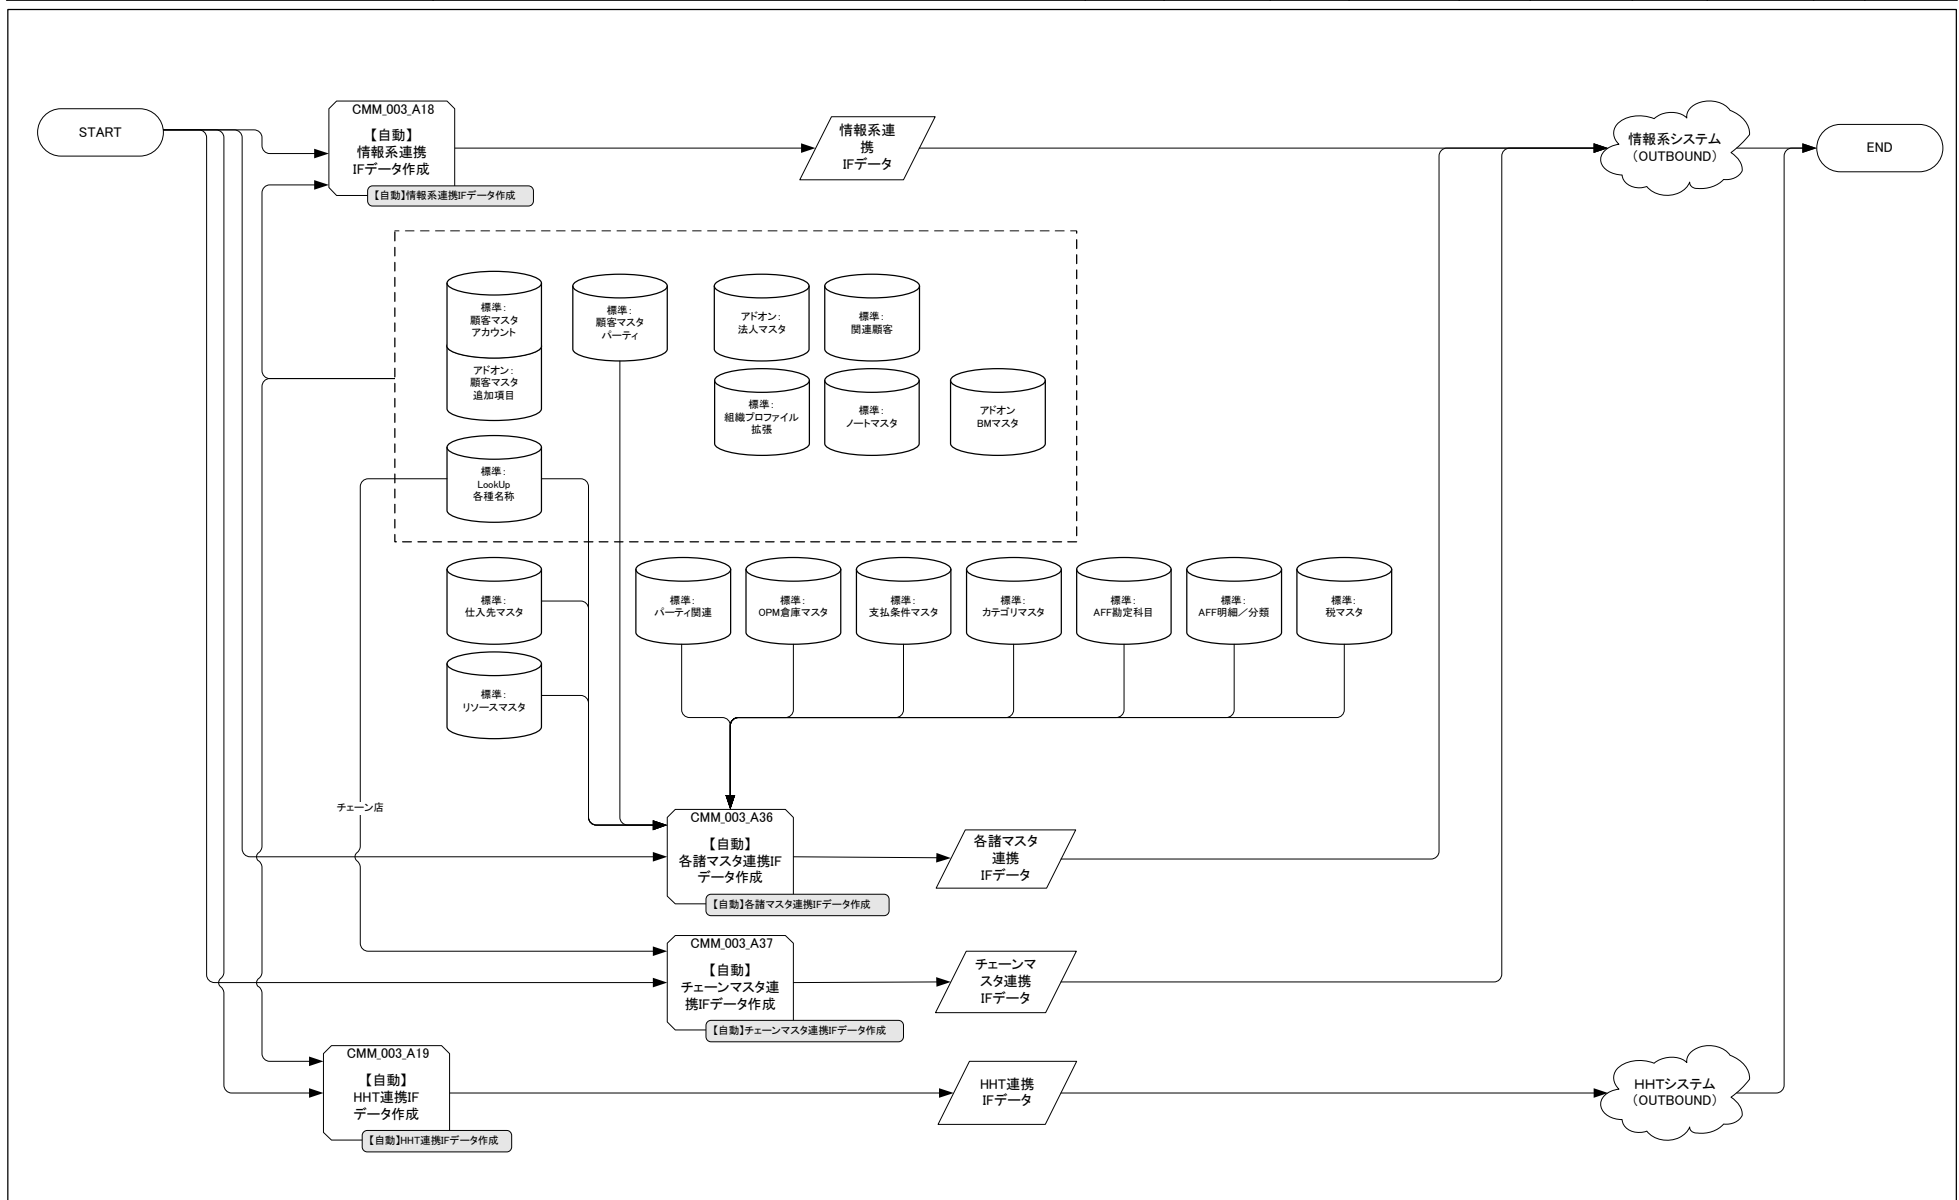 START
CMM_003_A18
【自動】
情報系連携
IFデータ作成
【自動】情報系連携IFデータ作成
情報系連
携
IFデータ
情報系システム
（OUTBOUND）
END
標準：
顧客マスタ
アカウント
標準：
顧客マスタ
パーティ
アドオン：
法人マスタ
標準：
関連顧客
アドオン：
顧客マスタ
追加項目
標準：
組織プロファイル
拡張
標準：
ノートマスタ
アドオン
BMマスタ
標準：
LookUp
各種名称
標準：
仕入先マスタ
標準：
パーティ関連
標準：
OPM倉庫マスタ
標準：
支払条件マスタ
標準：
カテゴリマスタ
標準：
AFF勘定科目
標準：
AFF明細／分類
標準：
税マスタ
標準：
リソースマスタ
チェーン店
CMM_003_A36
【自動】
各諸マスタ連携IF
データ作成
【自動】各諸マスタ連携IFデータ作成
各諸マスタ
連携
IFデータ
CMM_003_A37
【自動】
チェーンマスタ連
携IFデータ作成
【自動】チェーンマスタ連携IFデータ作成
チェーンマ
スタ連携
IFデータ
CMM_003_A19
【自動】
HHT連携IF
データ作成
【自動】HHT連携IFデータ作成
HHT連携
IFデータ
HHTシステム
（OUTBOUND）